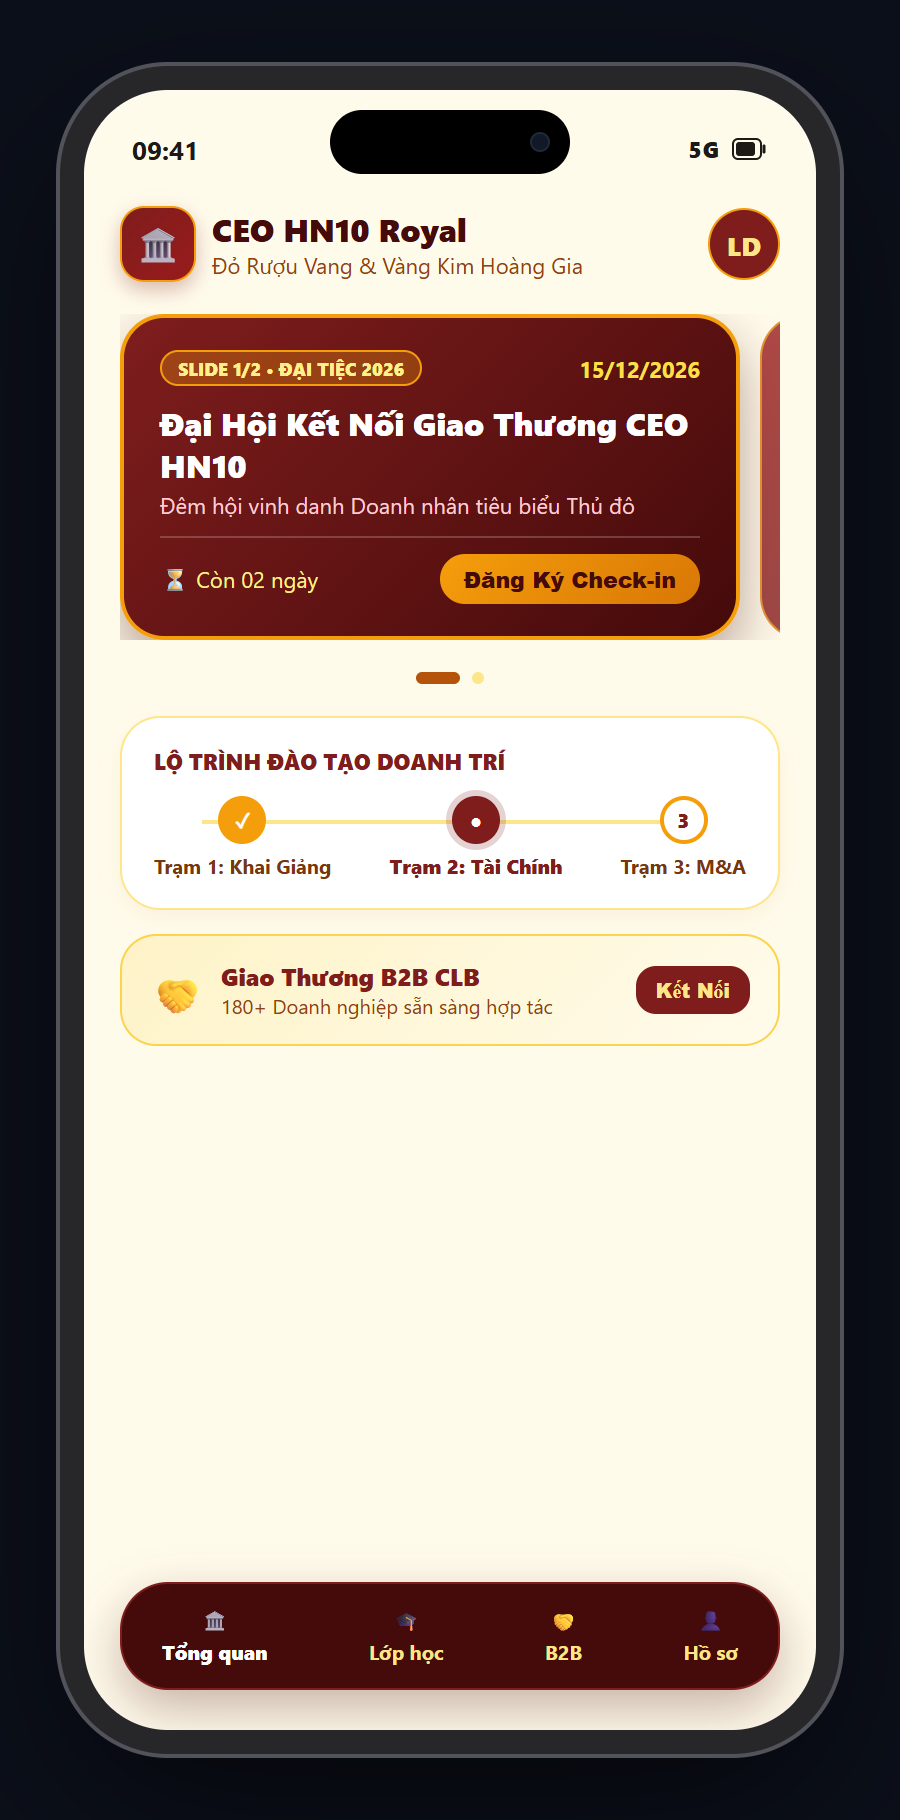 09:41
5G
CEO HN10 Royal
Đỏ Rượu Vang & Vàng Kim Hoàng Gia
LD
SLIDE 1/2 • ĐẠI TIỆC 2026
15/12/2026
Đại Hội Kết Nối Giao Thương CEO
HN10
Đêm hội vinh danh Doanh nhân tiêu biểu Thủ đô
⏳ Còn 02 ngày
Đăng Ký Check-in
LỘ TRÌNH ĐÀO TẠO DOANH TRÍ
✓
●
3
Trạm 1: Khai Giảng
Trạm 2: Tài Chính
Trạm 3: M&A
Giao Thương B2B CLB
180+ Doanh nghiệp sẵn sàng hợp tác
Kết Nối
Tổng quan
Lớp học
B2B
Hồ sơ